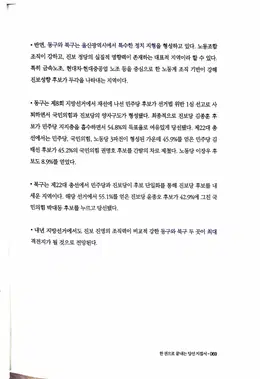 • 반면, 동구와 북구는 울산광역시에서 특수한 정치 지형을 형성하고 있다. 노동조합
조직이 강하고, 진보 정당의 실질적 영향력이 존재하는 대표적 지역이라 할 수 있다.
특히 금속노조, 현대차·현대중공업 노조 등을 중심으로 한 노동계 조직 기반이 강해
진보성향 후보가 두각을 나타내는 지역이다.
• 동구는 제8회 지방선거에서 재선에 나선 민주당 후보가 선거법 위반 1심 선고로 사
퇴하면서 국민의힘과 진보당의 양자구도가 형성됐다. 최종적으로 진보당 김종훈 후
보가 민주당 지지층을 흡수하면서 54.8%의 득표율로 여유있게 당선됐다. 제22대 총
선에서는 민주당, 국민의힘, 노동당 3파전이 형성된 가운데 45.9%를 얻은 민주당 김
태선 후보가 45.2%의 국민의힘 권명호 후보를 간발의 차로 제쳤다. 노동당 이장우 후
보도 8.9%를 얻었다.
• 북구는 제22대 총선에서 민주당과 진보당이 후보 단일화를 통해 진보당 후보를 내
세운 지역이다. 해당 선거에서 55.1%를 얻은 진보당 윤종오 후보가 42.9%에 그친 국
민의힘 박대동 후보를 누르고 당선됐다.
• 내년 지방선거에서도 진보 진영의 조직력이 비교적 강한 동구와 북구 두 곳이 최대
격전지가 될 것으로 전망된다.
한 권으로 끝내는 당선 지침서 · 069